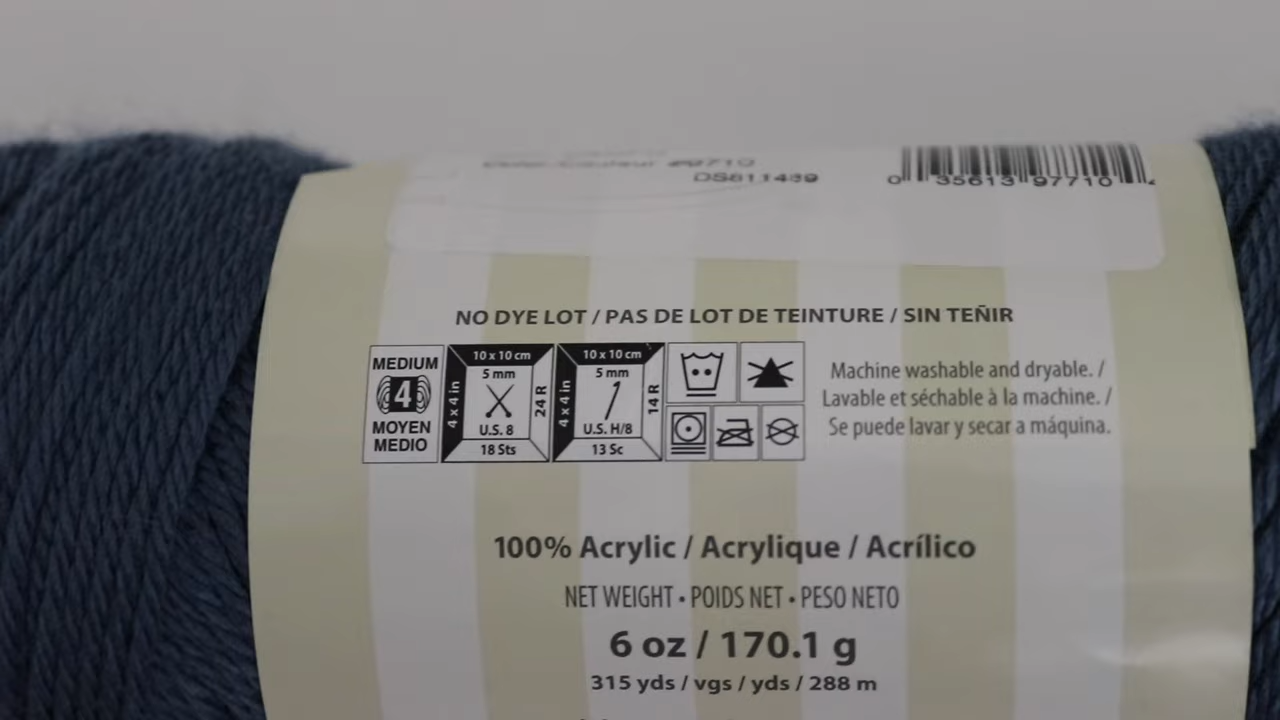 DS611489
0 35613 97710 4
NO DYE LOT / PAS DE LOT DE TEINTURE / SIN TEÑIR
MEDIUM
4
MOYEN
MEDIO
10 x 10 cm
4 x 4 in
5 mm
24 R
U.S. 8
18 Sts
10 x 10 cm
4 x 4 in
5 mm
14 R
U.S. H/8
13 Sc
Machine washable and dryable. /
Lavable et séchable à la machine. /
Se puede lavar y secar a máquina.
100% Acrylic / Acrylique / Acrílico
NET WEIGHT • POIDS NET • PESO NETO
6 oz / 170.1 g
315 yds / vgs / yds / 288 m